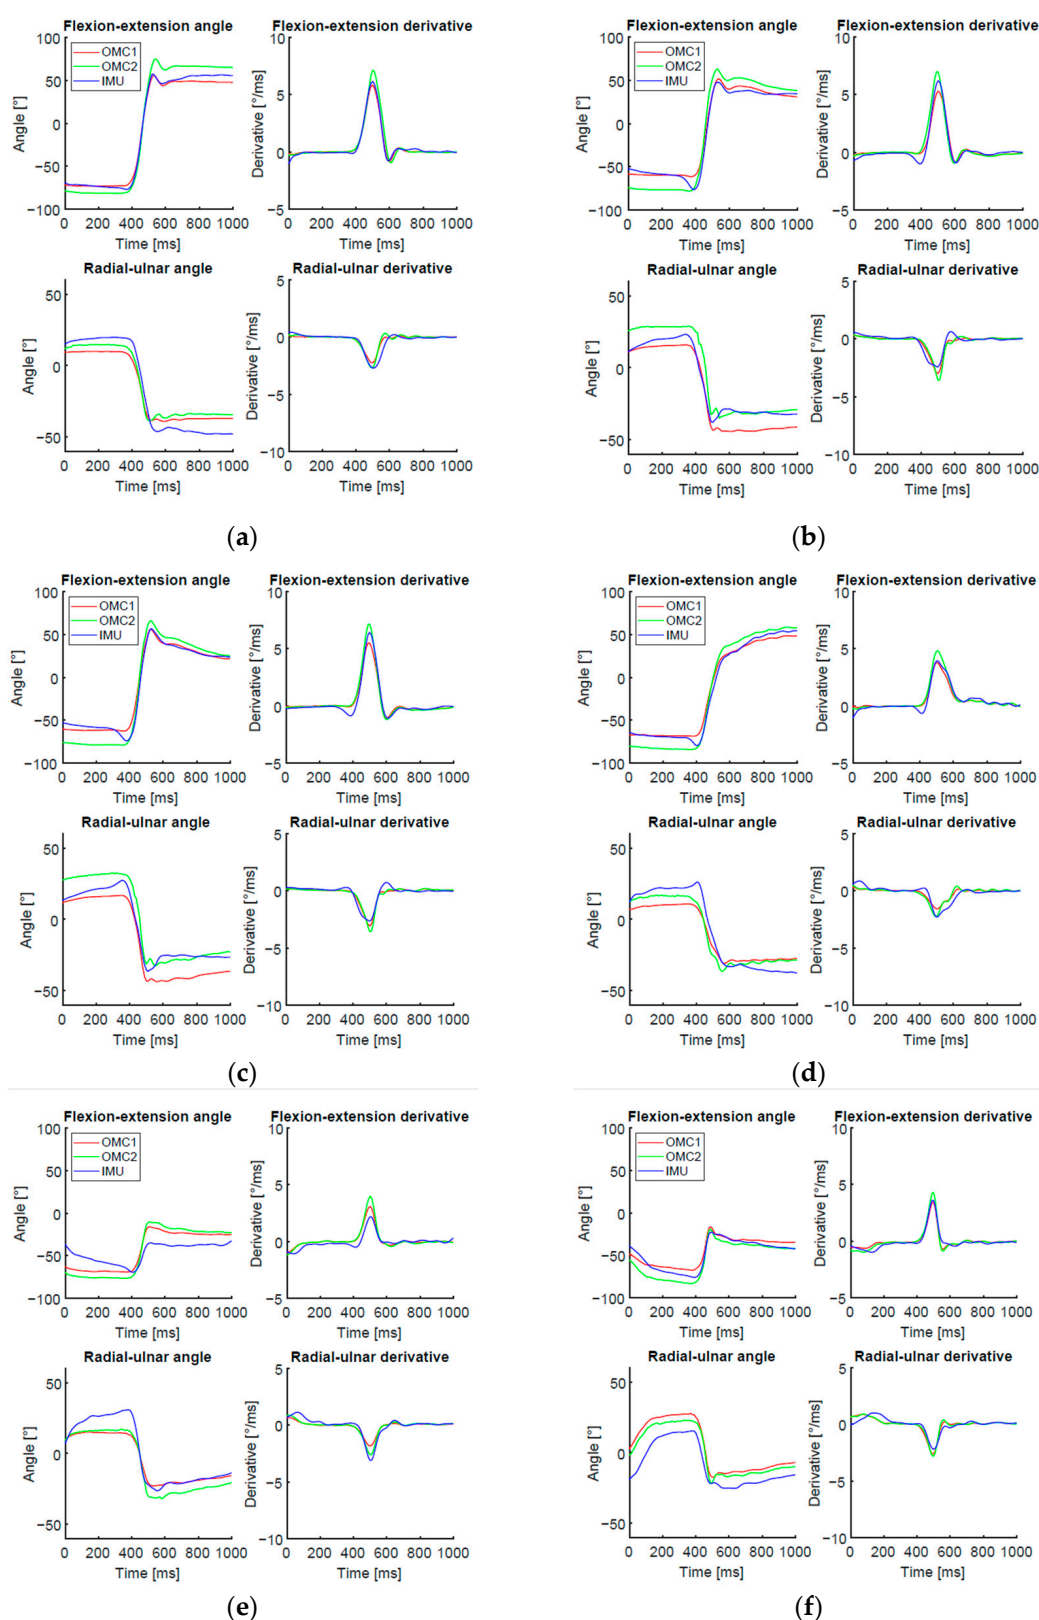 Flexion-extension angle
Flexion-extension derivative
100
50
0
−50
−100
Angle [°]
OMC1
OMC2
IMU
0 200 400 600 800 1000
Time [ms]
10
5
0
−5
Derivative [°/ms]
0 200 400 600 800 1000
Time [ms]
Radial-ulnar angle
Radial-ulnar derivative
50
0
−50
Angle [°]
0 200 400 600 800 1000
Time [ms]
5
0
−5
−10
Derivative [°/ms]
0 200 400 600 800 1000
Time [ms]
(a)
Flexion-extension angle
Flexion-extension derivative
100
50
0
−50
−100
Angle [°]
OMC1
OMC2
IMU
0 200 400 600 800 1000
Time [ms]
10
5
0
−5
Derivative [°/ms]
0 200 400 600 800 1000
Time [ms]
Radial-ulnar angle
Radial-ulnar derivative
50
0
−50
Angle [°]
0 200 400 600 800 1000
Time [ms]
5
0
−5
−10
Derivative [°/ms]
0 200 400 600 800 1000
Time [ms]
(b)
Flexion-extension angle
Flexion-extension derivative
100
50
0
−50
−100
Angle [°]
OMC1
OMC2
IMU
0 200 400 600 800 1000
Time [ms]
10
5
0
−5
Derivative [°/ms]
0 200 400 600 800 1000
Time [ms]
Radial-ulnar angle
Radial-ulnar derivative
50
0
−50
Angle [°]
0 200 400 600 800 1000
Time [ms]
5
0
−5
−10
Derivative [°/ms]
0 200 400 600 800 1000
Time [ms]
(c)
Flexion-extension angle
Flexion-extension derivative
100
50
0
−50
−100
Angle [°]
OMC1
OMC2
IMU
0 200 400 600 800 1000
Time [ms]
10
5
0
−5
Derivative [°/ms]
0 200 400 600 800 1000
Time [ms]
Radial-ulnar angle
Radial-ulnar derivative
50
0
−50
Angle [°]
0 200 400 600 800 1000
Time [ms]
5
0
−5
−10
Derivative [°/ms]
0 200 400 600 800 1000
Time [ms]
(d)
Flexion-extension angle
Flexion-extension derivative
100
50
0
−50
−100
Angle [°]
OMC1
OMC2
IMU
0 200 400 600 800 1000
Time [ms]
10
5
0
−5
Derivative [°/ms]
0 200 400 600 800 1000
Time [ms]
Radial-ulnar angle
Radial-ulnar derivative
50
0
−50
Angle [°]
0 200 400 600 800 1000
Time [ms]
5
0
−5
−10
Derivative [°/ms]
0 200 400 600 800 1000
Time [ms]
(e)
Flexion-extension angle
Flexion-extension derivative
100
50
0
−50
−100
Angle [°]
OMC1
OMC2
IMU
0 200 400 600 800 1000
Time [ms]
10
5
0
−5
Derivative [°/ms]
0 200 400 600 800 1000
Time [ms]
Radial-ulnar angle
Radial-ulnar derivative
50
0
−50
Angle [°]
0 200 400 600 800 1000
Time [ms]
5
0
−5
−10
Derivative [°/ms]
0 200 400 600 800 1000
Time [ms]
(f)